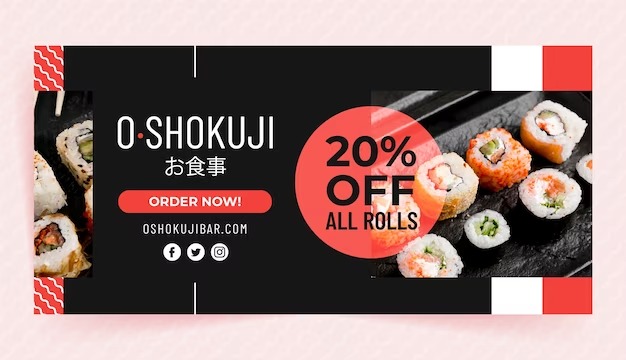 O·SHOKUJI
お食事
ORDER NOW!
OSHOKUJIBAR.COM
20%
OFF
ALL ROLLS